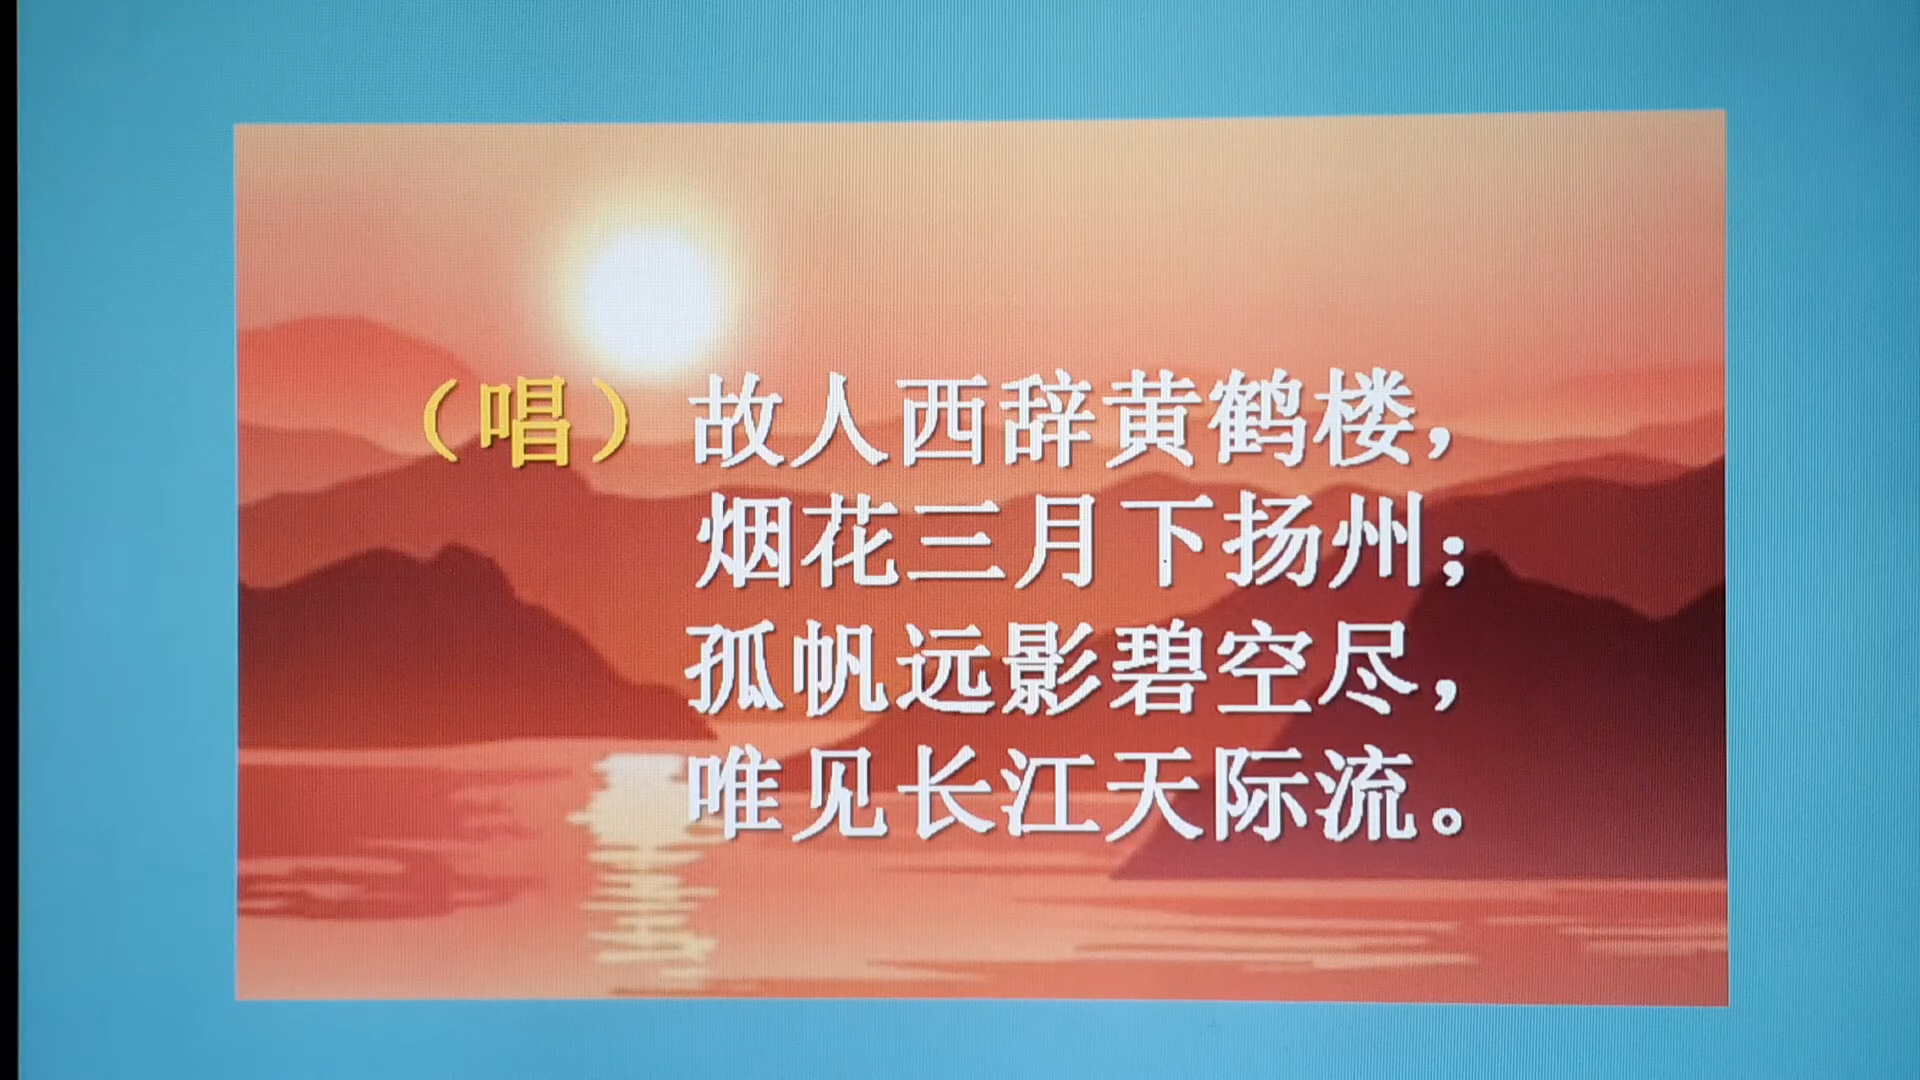 （唱）故人西辞黄鹤楼，
烟花三月下扬州；
孤帆远影碧空尽，
唯见长江天际流。